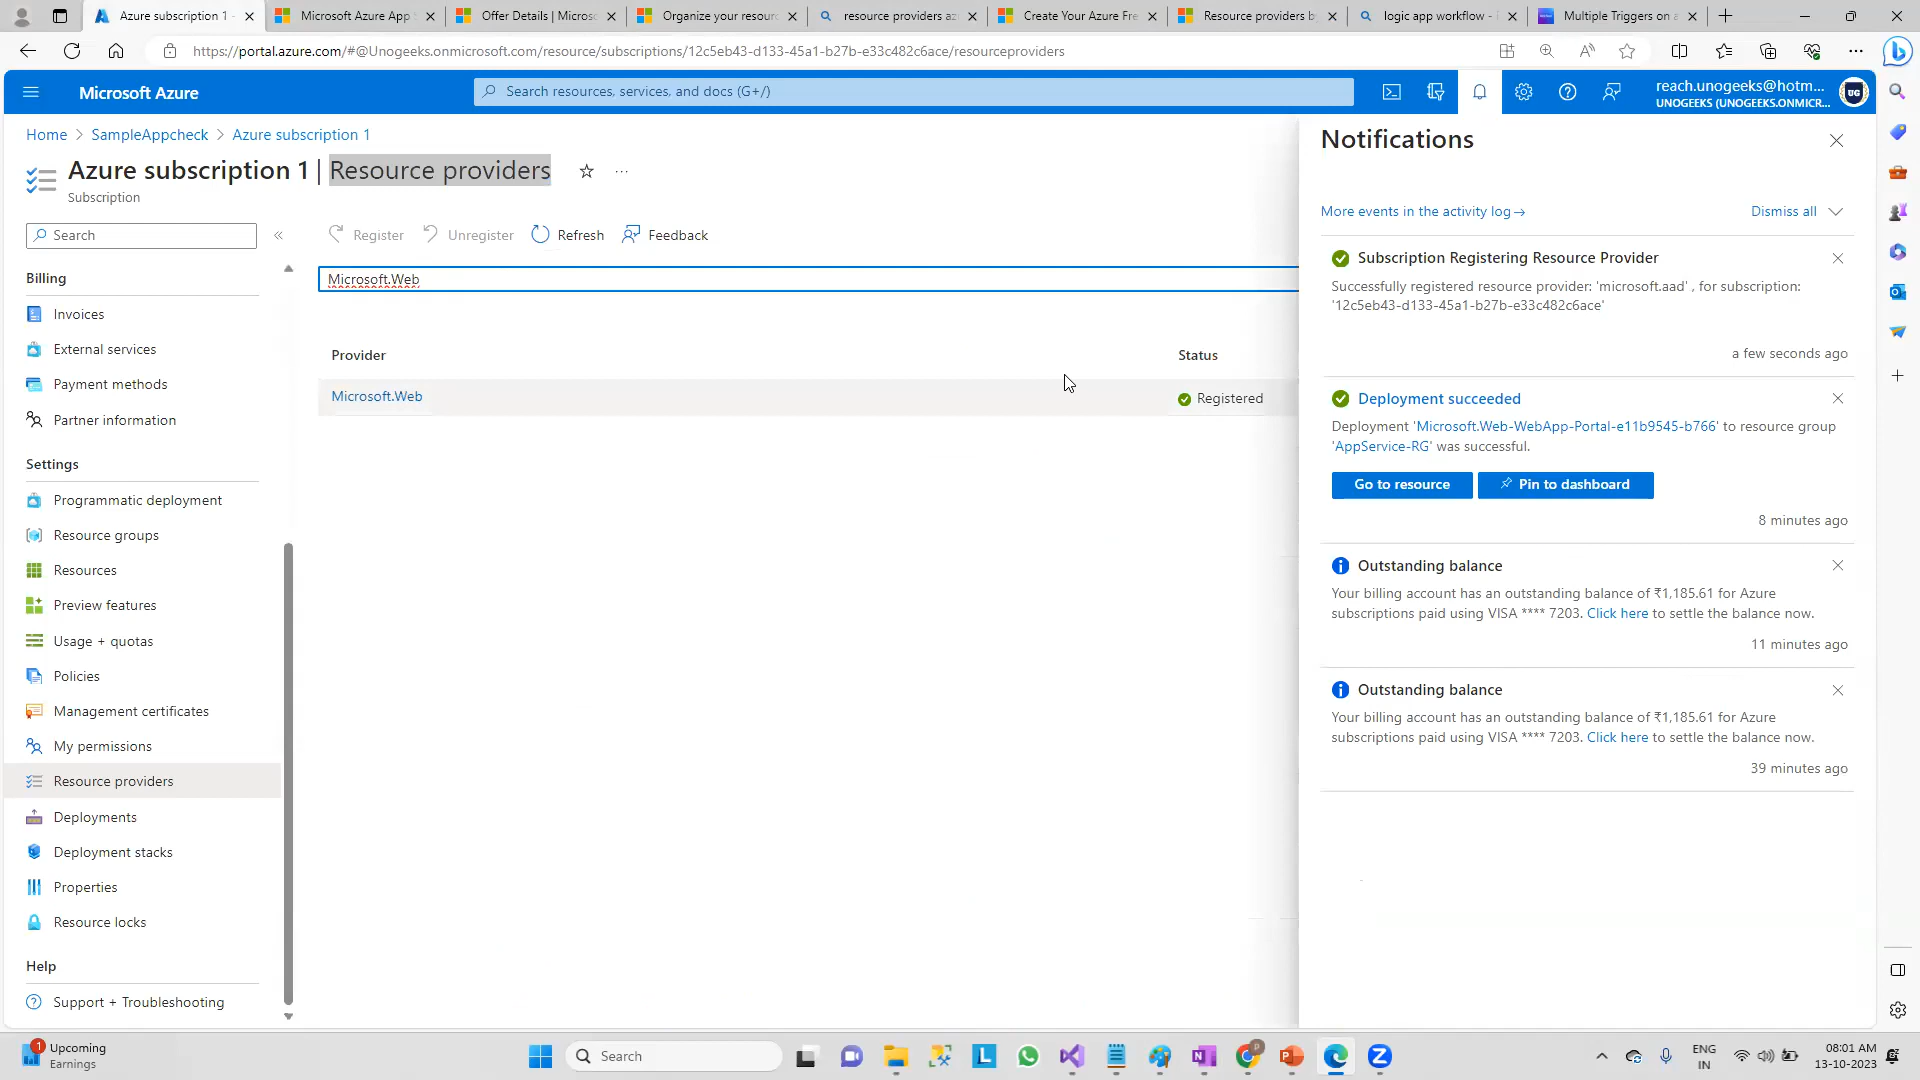 Azure subscription 1 -
Microsoft Azure App
Offer Details | Micros
Organize your resour
resource providers az
Create Your Azure Fre
Resource providers by
logic app workflow -
Multiple Triggers on a
https://portal.azure.com/#@Unogeeks.onmicrosoft.com/resource/subscriptions/12c5eb43-d133-45a1-b27b-e33c482c6ace/resourceproviders
Microsoft Azure
Search resources, services, and docs (G+/)
reach.unogeeks@hotm...
UNOGEEKS (UNOGEEKS.ONMICR...
UG
Home > SampleAppcheck > Azure subscription 1
Azure subscription 1 | Resource providers
Subscription
Search
Register
Unregister
Refresh
Feedback
Microsoft.Web
Provider
Status
Microsoft.Web
Registered
Billing
Invoices
External services
Payment methods
Partner information
Settings
Programmatic deployment
Resource groups
Resources
Preview features
Usage + quotas
Policies
Management certificates
My permissions
Resource providers
Deployments
Deployment stacks
Properties
Resource locks
Help
Support + Troubleshooting
Notifications
More events in the activity log →
Dismiss all
Subscription Registering Resource Provider
Successfully registered resource provider: 'microsoft.aad' , for subscription:
'12c5eb43-d133-45a1-b27b-e33c482c6ace'
a few seconds ago
Deployment succeeded
Deployment 'Microsoft.Web-WebApp-Portal-e11b9545-b766' to resource group
'AppService-RG' was successful.
Go to resource
Pin to dashboard
8 minutes ago
Outstanding balance
Your billing account has an outstanding balance of ₹1,185.61 for Azure
subscriptions paid using VISA **** 7203. Click here to settle the balance now.
11 minutes ago
Outstanding balance
Your billing account has an outstanding balance of ₹1,185.61 for Azure
subscriptions paid using VISA **** 7203. Click here to settle the balance now.
39 minutes ago
1
Upcoming
Earnings
Search
ENG
IN
08:01 AM
13-10-2023